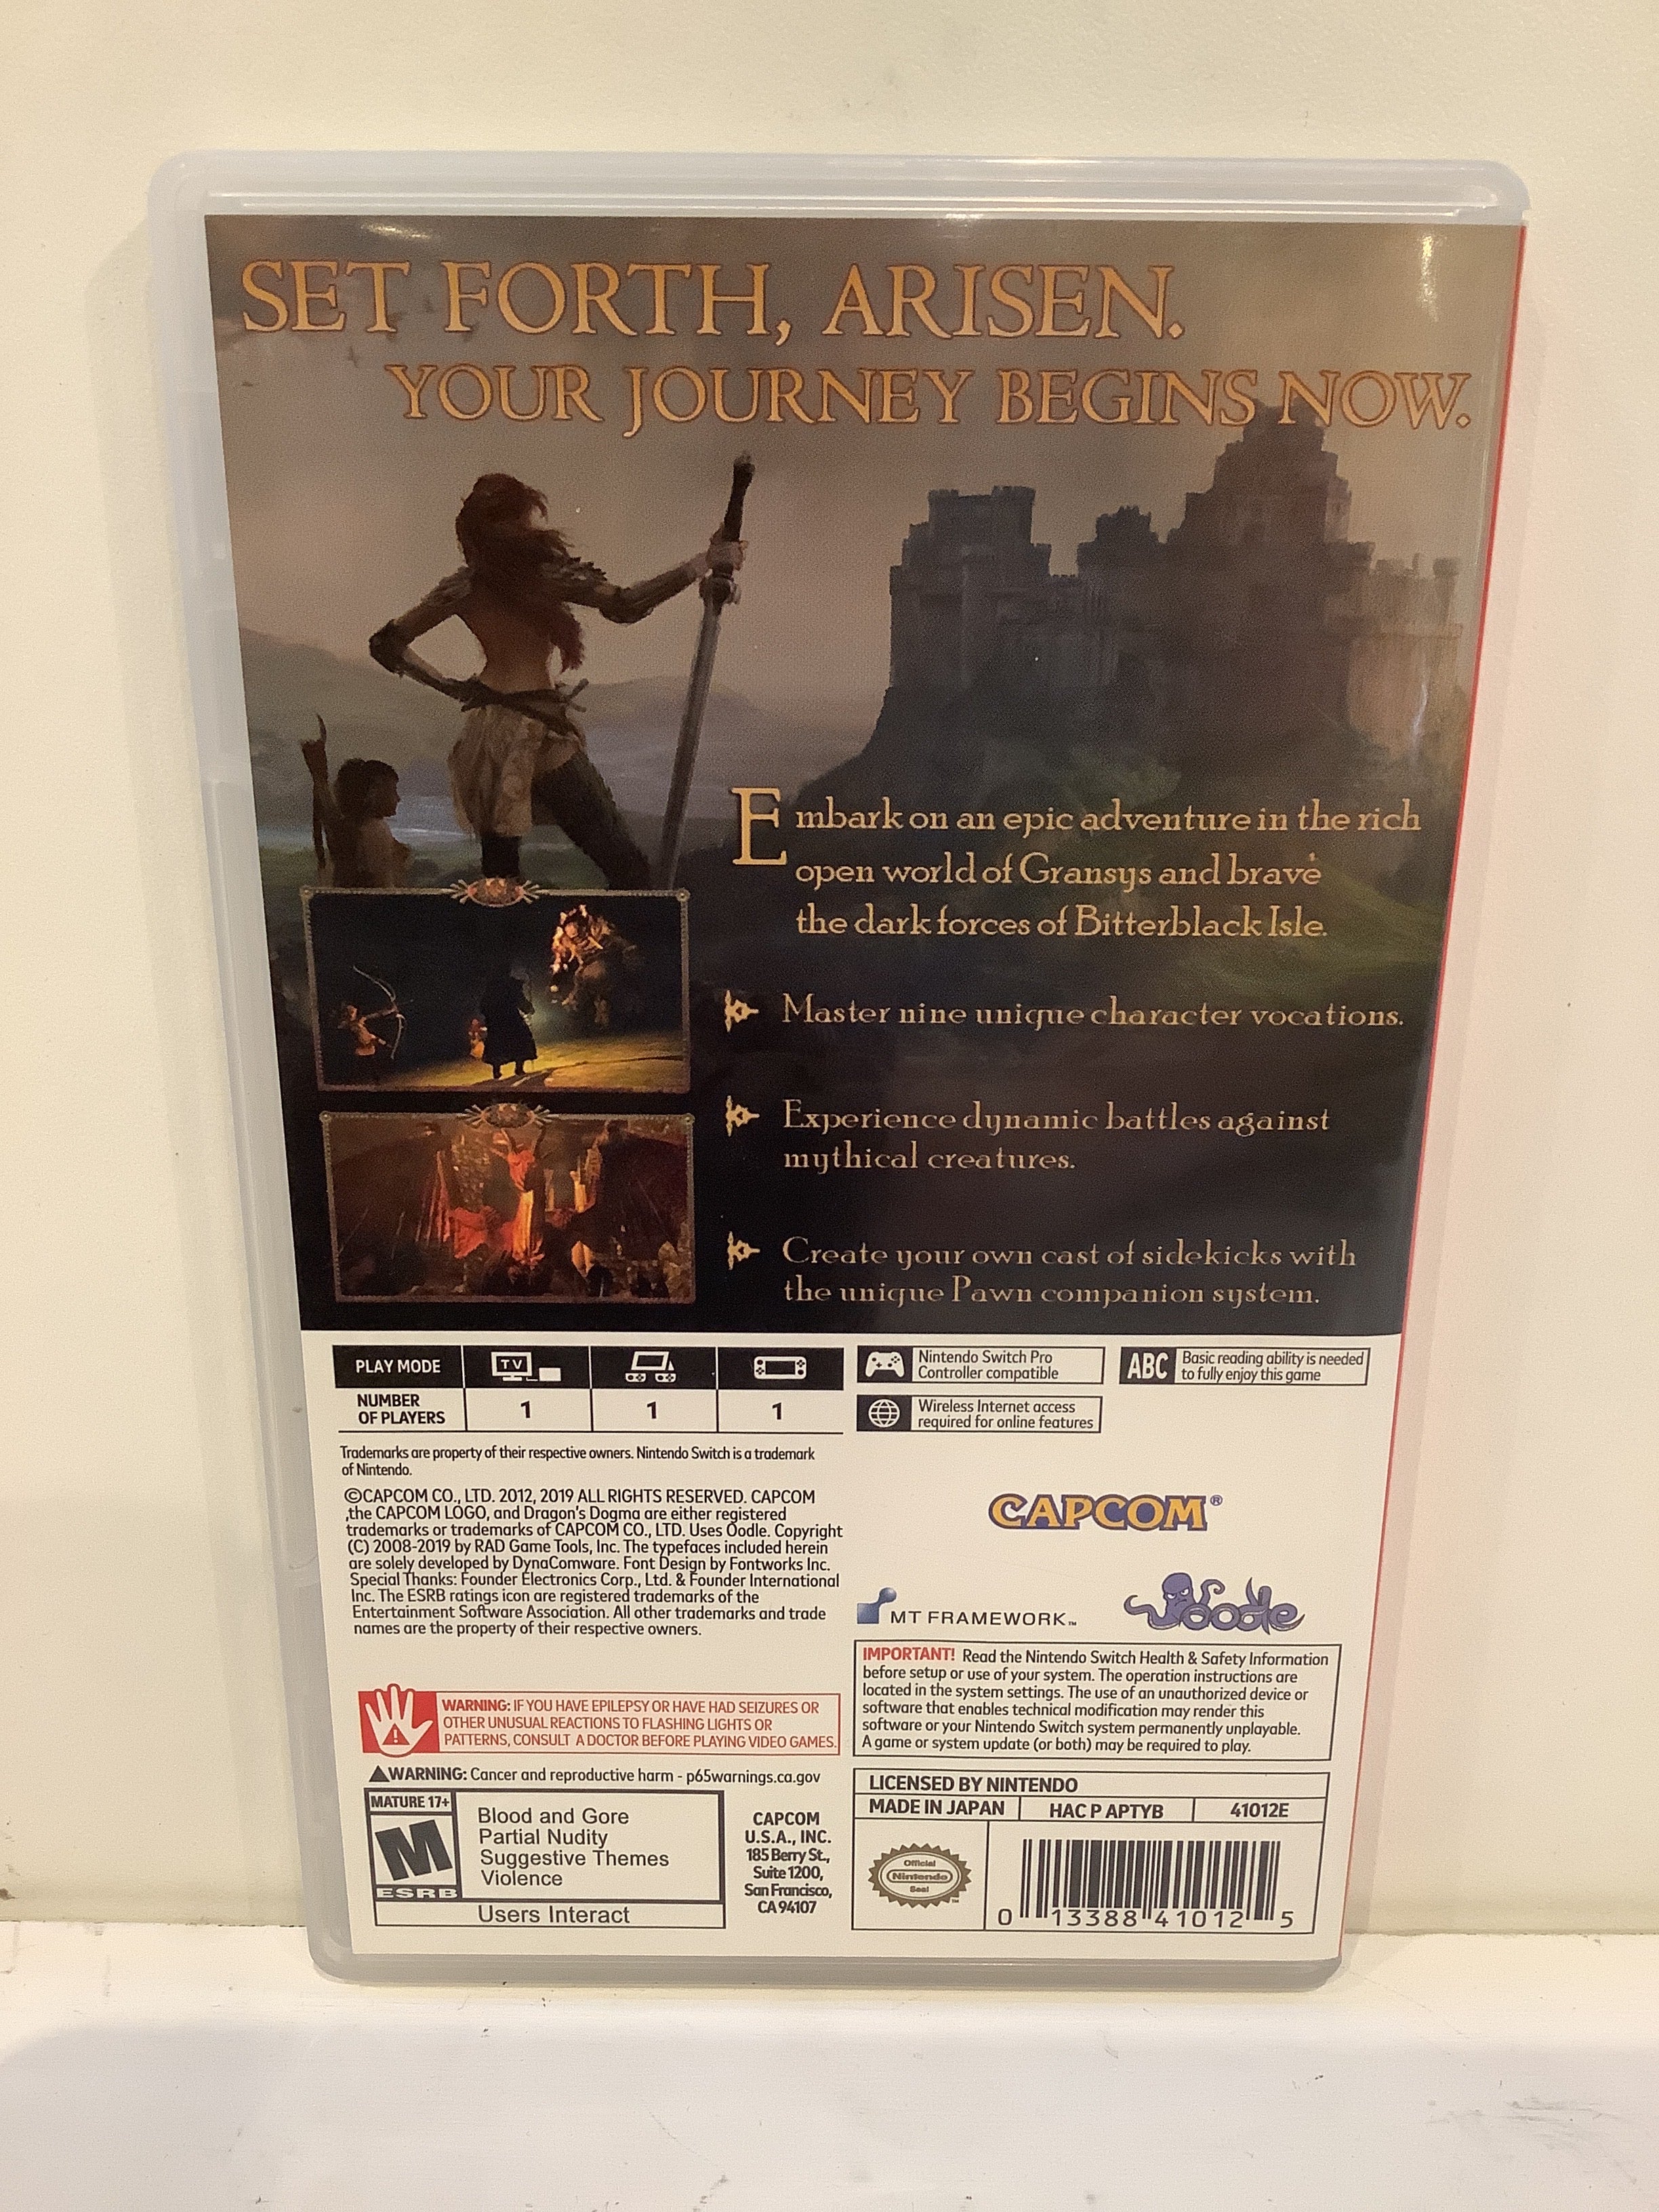 SET FORTH, ARISEN.
YOUR JOURNEY BEGINS NOW.
Embark on an epic adventure in the rich
open world of Gransys and brave
the dark forces of Bitterblack Isle.
Master nine unique character vocations.
Experience dynamic battles against
mythical creatures.
Create your own cast of sidekicks with
the unique Pawn companion system.
PLAY MODE
TV
NUMBER
OF PLAYERS
1
1
1
Nintendo Switch Pro
Controller compatible
ABC
Basic reading ability is needed
to fully enjoy this game
Wireless Internet access
required for online features
Trademarks are property of their respective owners. Nintendo Switch is a trademark
of Nintendo.
©CAPCOM CO., LTD. 2012, 2019 ALL RIGHTS RESERVED. CAPCOM
,the CAPCOM LOGO, and Dragon's Dogma are either registered
trademarks or trademarks of CAPCOM CO., LTD. Uses Oodle. Copyright
(C) 2008-2019 by RAD Game Tools, Inc. The typefaces included herein
are solely developed by DynaComware. Font Design by Fontworks Inc.
Special Thanks: Founder Electronics Corp., Ltd. & Founder International
Inc. The ESRB ratings icon are registered trademarks of the
Entertainment Software Association. All other trademarks and trade
names are the property of their respective owners.
CAPCOM®
MT FRAMEWORK™
oodle
IMPORTANT! Read the Nintendo Switch Health & Safety Information
before setup or use of your system. The operation instructions are
located in the system settings. The use of an unauthorized device or
software that enables technical modification may render this
software or your Nintendo Switch system permanently unplayable.
A game or system update (or both) may be required to play.
WARNING: IF YOU HAVE EPILEPSY OR HAVE HAD SEIZURES OR
OTHER UNUSUAL REACTIONS TO FLASHING LIGHTS OR
PATTERNS, CONSULT A DOCTOR BEFORE PLAYING VIDEO GAMES.
WARNING: Cancer and reproductive harm - p65warnings.ca.gov
MATURE 17+
M
ESRB
Blood and Gore
Partial Nudity
Suggestive Themes
Violence
Users Interact
CAPCOM
U.S.A., INC.
185 Berry St.,
Suite 1200,
San Francisco,
CA 94107
LICENSED BY NINTENDO
MADE IN JAPAN
HAC P APTYB
41012E
Official
Nintendo
Seal
0 13388 41012 5